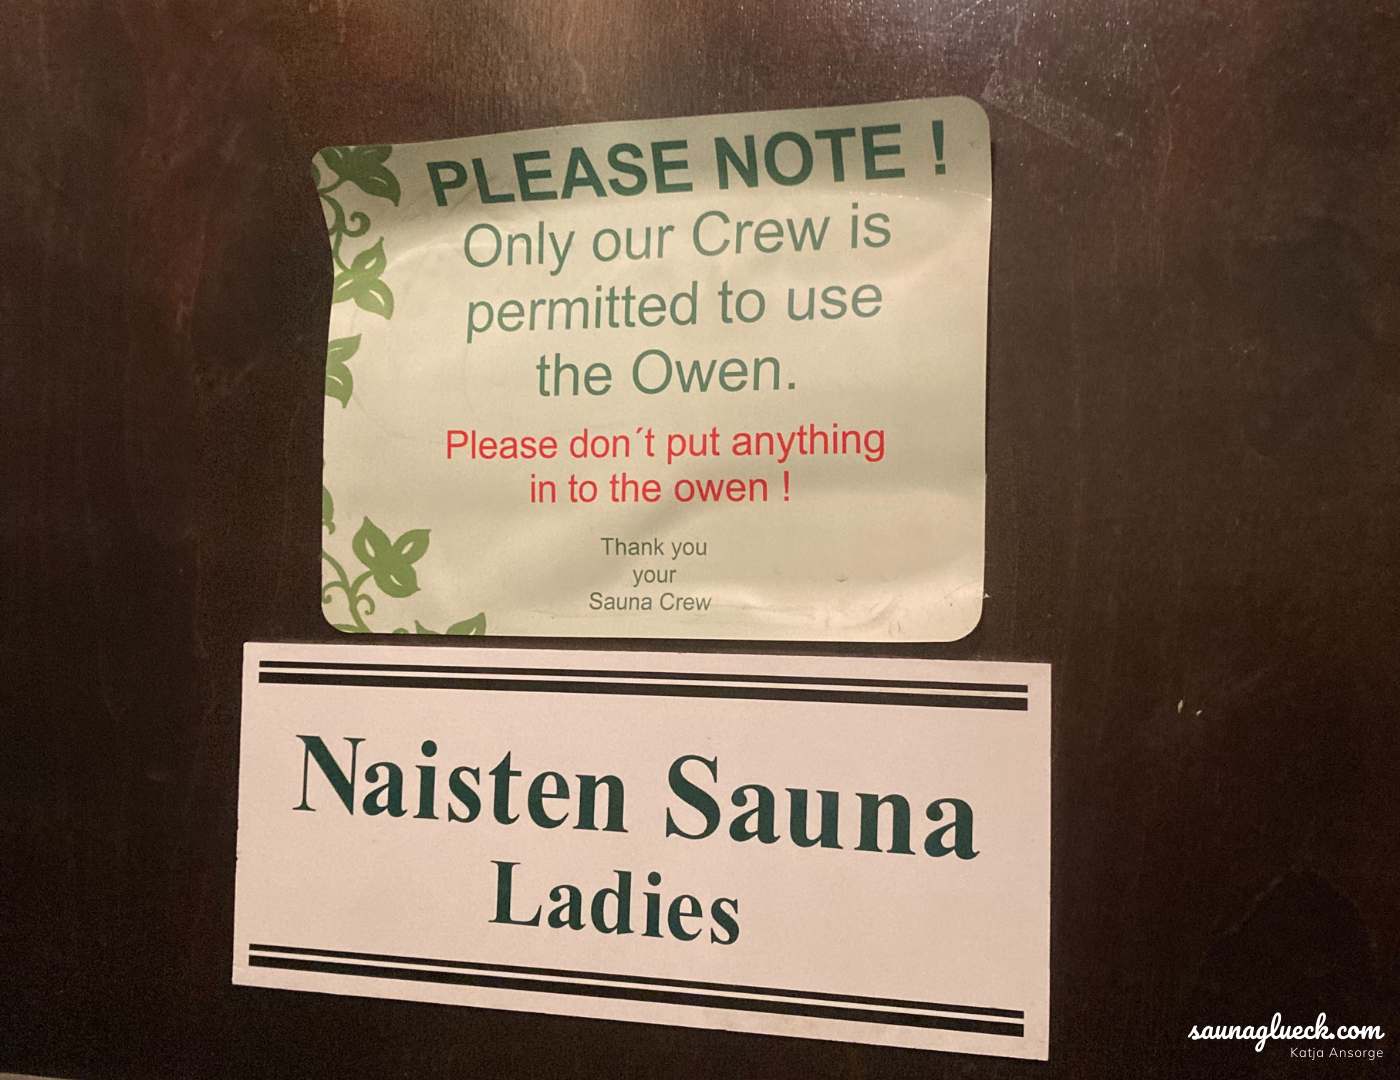 PLEASE NOTE !
Only our Crew is
permitted to use
the Owen.
Please don´t put anything
in to the owen !
Thank you
your
Sauna Crew
Naisten Sauna
Ladies
saunaglueck.com
Katja Ansorge